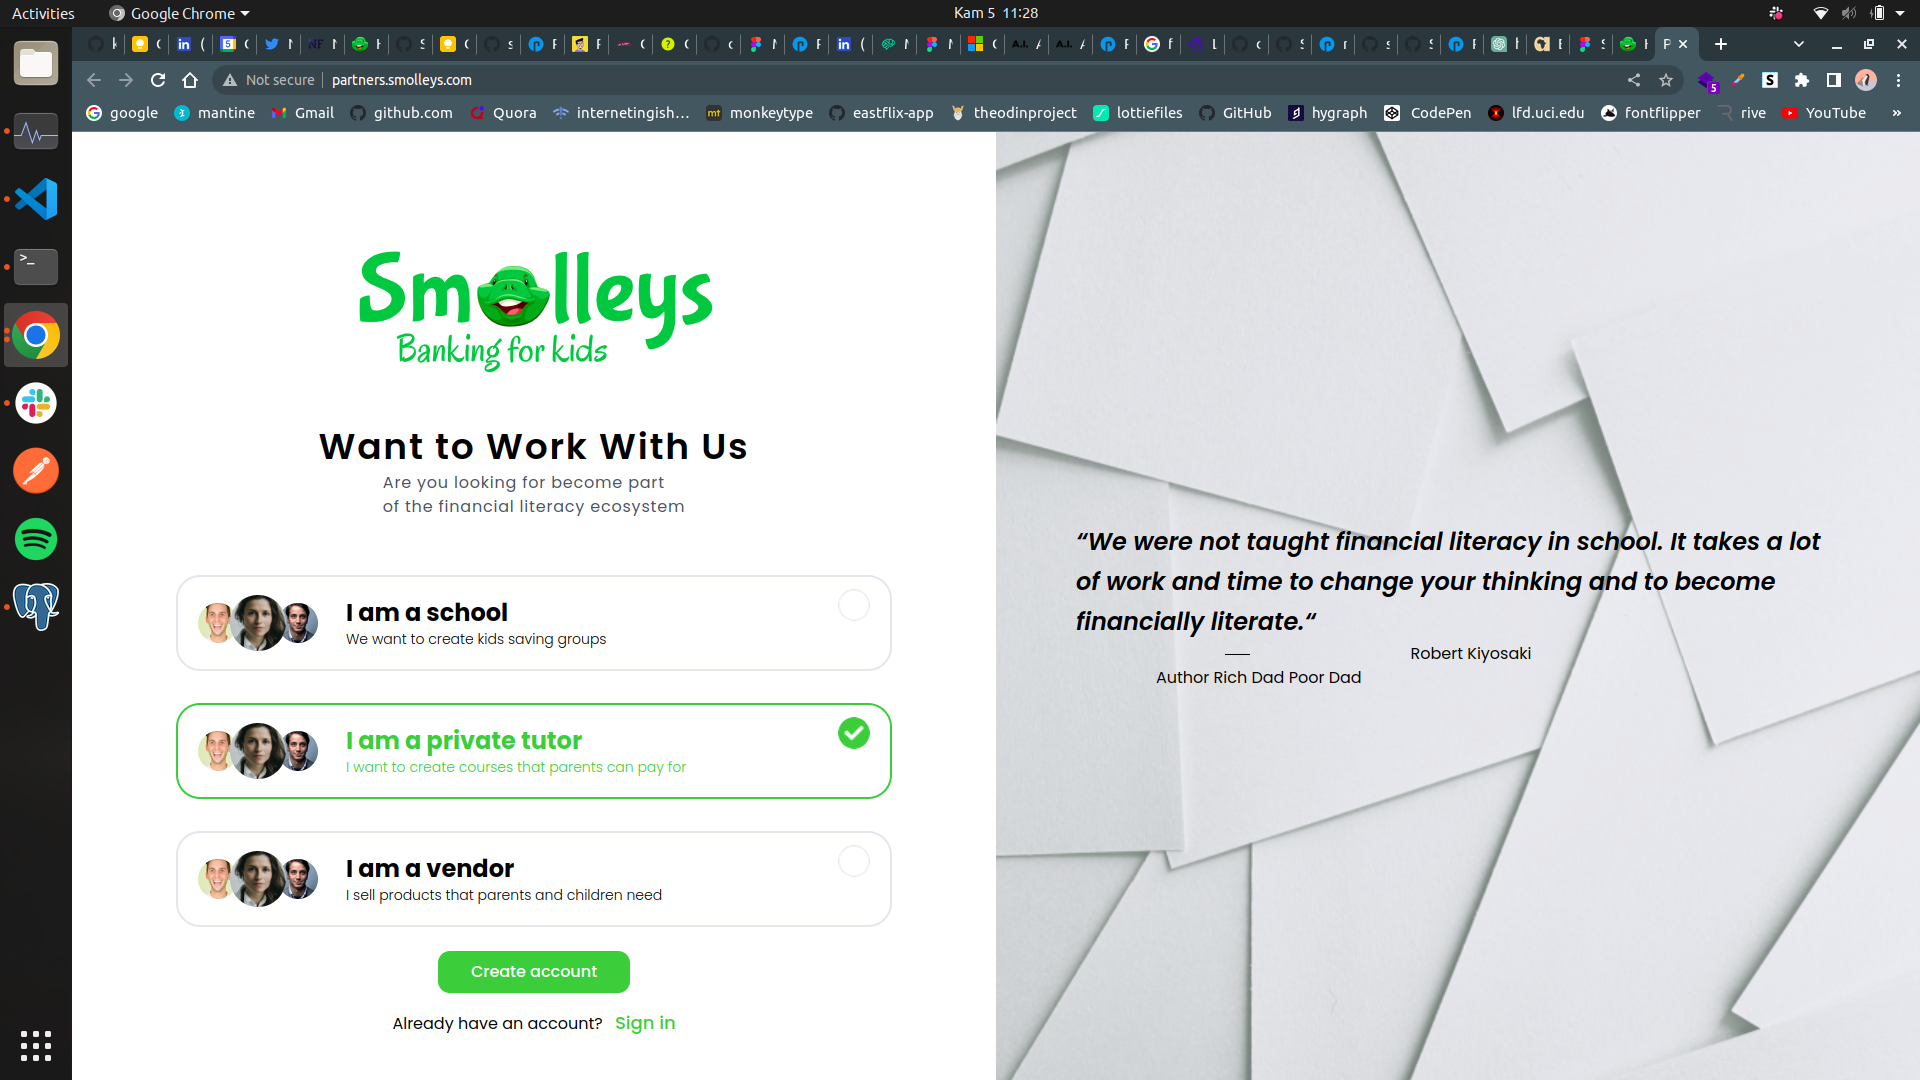 Activities
Google Chrome
Kam 5 11:28
Not secure
partners.smolleys.com
5
google
mantine
Gmail
github.com
Quora
internetingish...
monkeytype
eastflix-app
theodinproject
lottiefiles
GitHub
hygraph
CodePen
lfd.uci.edu
fontflipper
rive
YouTube
»
Smolleys
Banking for kids
Want to Work With Us
Are you looking for become part
of the financial literacy ecosystem
I am a school
We want to create kids saving groups
I am a private tutor
I want to create courses that parents can pay for
I am a vendor
I sell products that parents and children need
Create account
Already have an account? Sign in
“We were not taught financial literacy in school. It takes a lot
of work and time to change your thinking and to become
financially literate.“
Robert Kiyosaki
Author Rich Dad Poor Dad